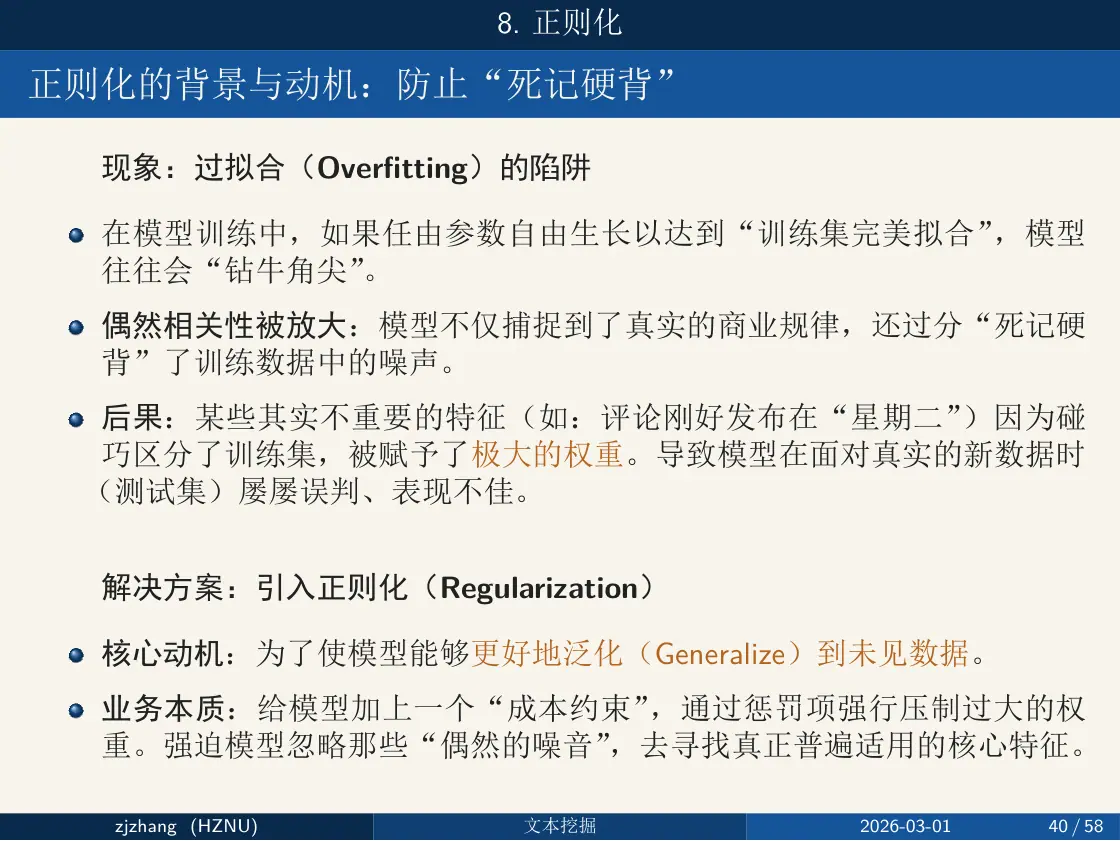 8. 正则化
正则化的背景与动机：防止“死记硬背”
现象：过拟合（Overfitting）的陷阱
在模型训练中，如果任由参数自由生长以达到“训练集完美拟合”，模型
往往会“钻牛角尖”。
偶然相关性被放大：模型不仅捕捉到了真实的商业规律，还过分“死记硬
背”了训练数据中的噪声。
后果：某些其实不重要的特征（如：评论刚好发布在“星期二”）因为碰
巧区分了训练集，被赋予了极大的权重。导致模型在面对真实的新数据时
（测试集）屡屡误判、表现不佳。
解决方案：引入正则化（Regularization）
核心动机：为了使模型能够更好地泛化（Generalize）到未见数据。
业务本质：给模型加上一个“成本约束”，通过惩罚项强行压制过大的权
重。强迫模型忽略那些“偶然的噪音”，去寻找真正普遍适用的核心特征。
zjzhang (HZNU)
文本挖掘
2026-03-01
40 / 58